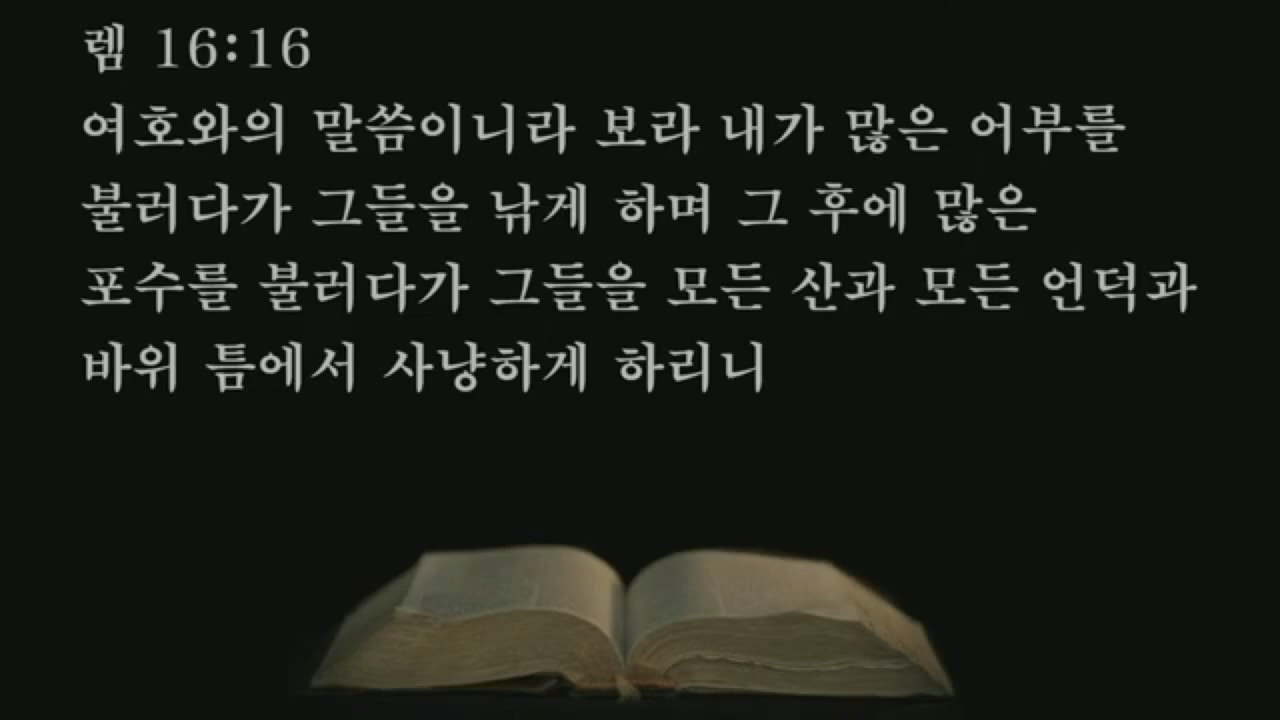 렘 16:16
여호와의 말씀이니라 보라 내가 많은 어부를
불러다가 그들을 낚게 하며 그 후에 많은
포수를 불러다가 그들을 모든 산과 모든 언덕과
바위 틈에서 사냥하게 하리니